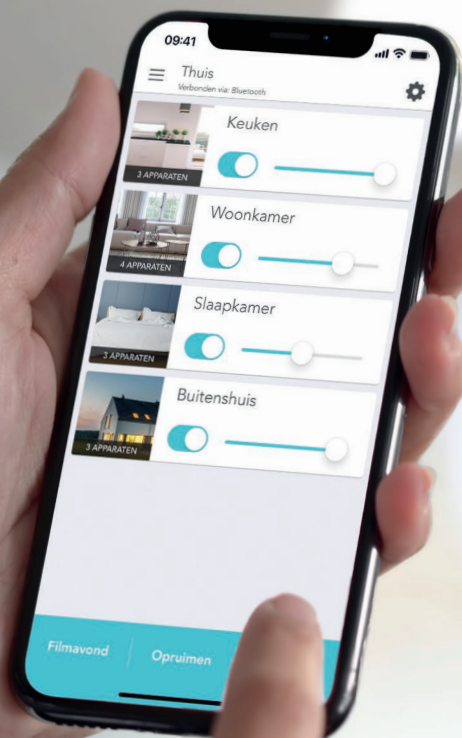 09:41
Thuis
Verbonden via: Bluetooth
Keuken
3 APPARATEN
Woonkamer
4 APPARATEN
Slaapkamer
3 APPARATEN
Buitenshuis
3 APPARATEN
Filmavond
Opruimen